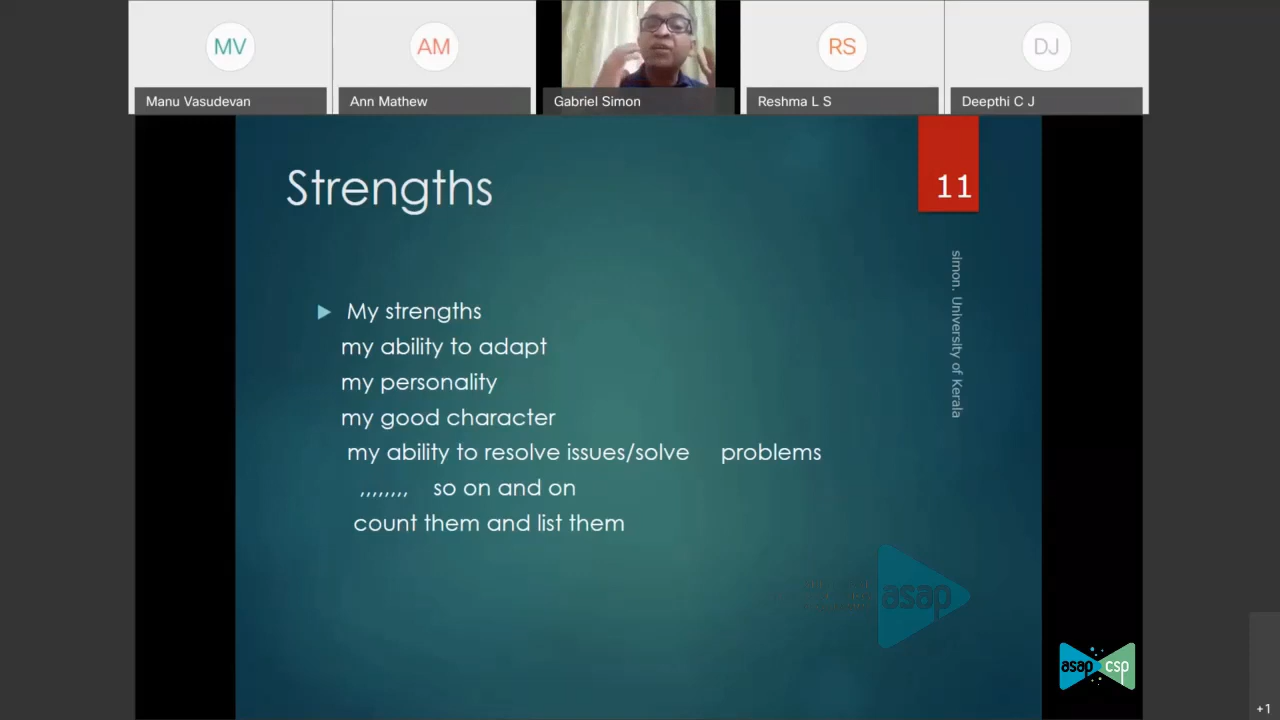 MV
AM
RS
DJ
Manu Vasudevan
Ann Mathew
Gabriel Simon
Reshma L S
Deepthi C J
Strengths
11
simon. University of Kerala
My strengths
my ability to adapt
my personality
my good character
my ability to resolve issues/solve problems
,,,,,,,, so on and on
count them and list them
asap
asap csp
+1